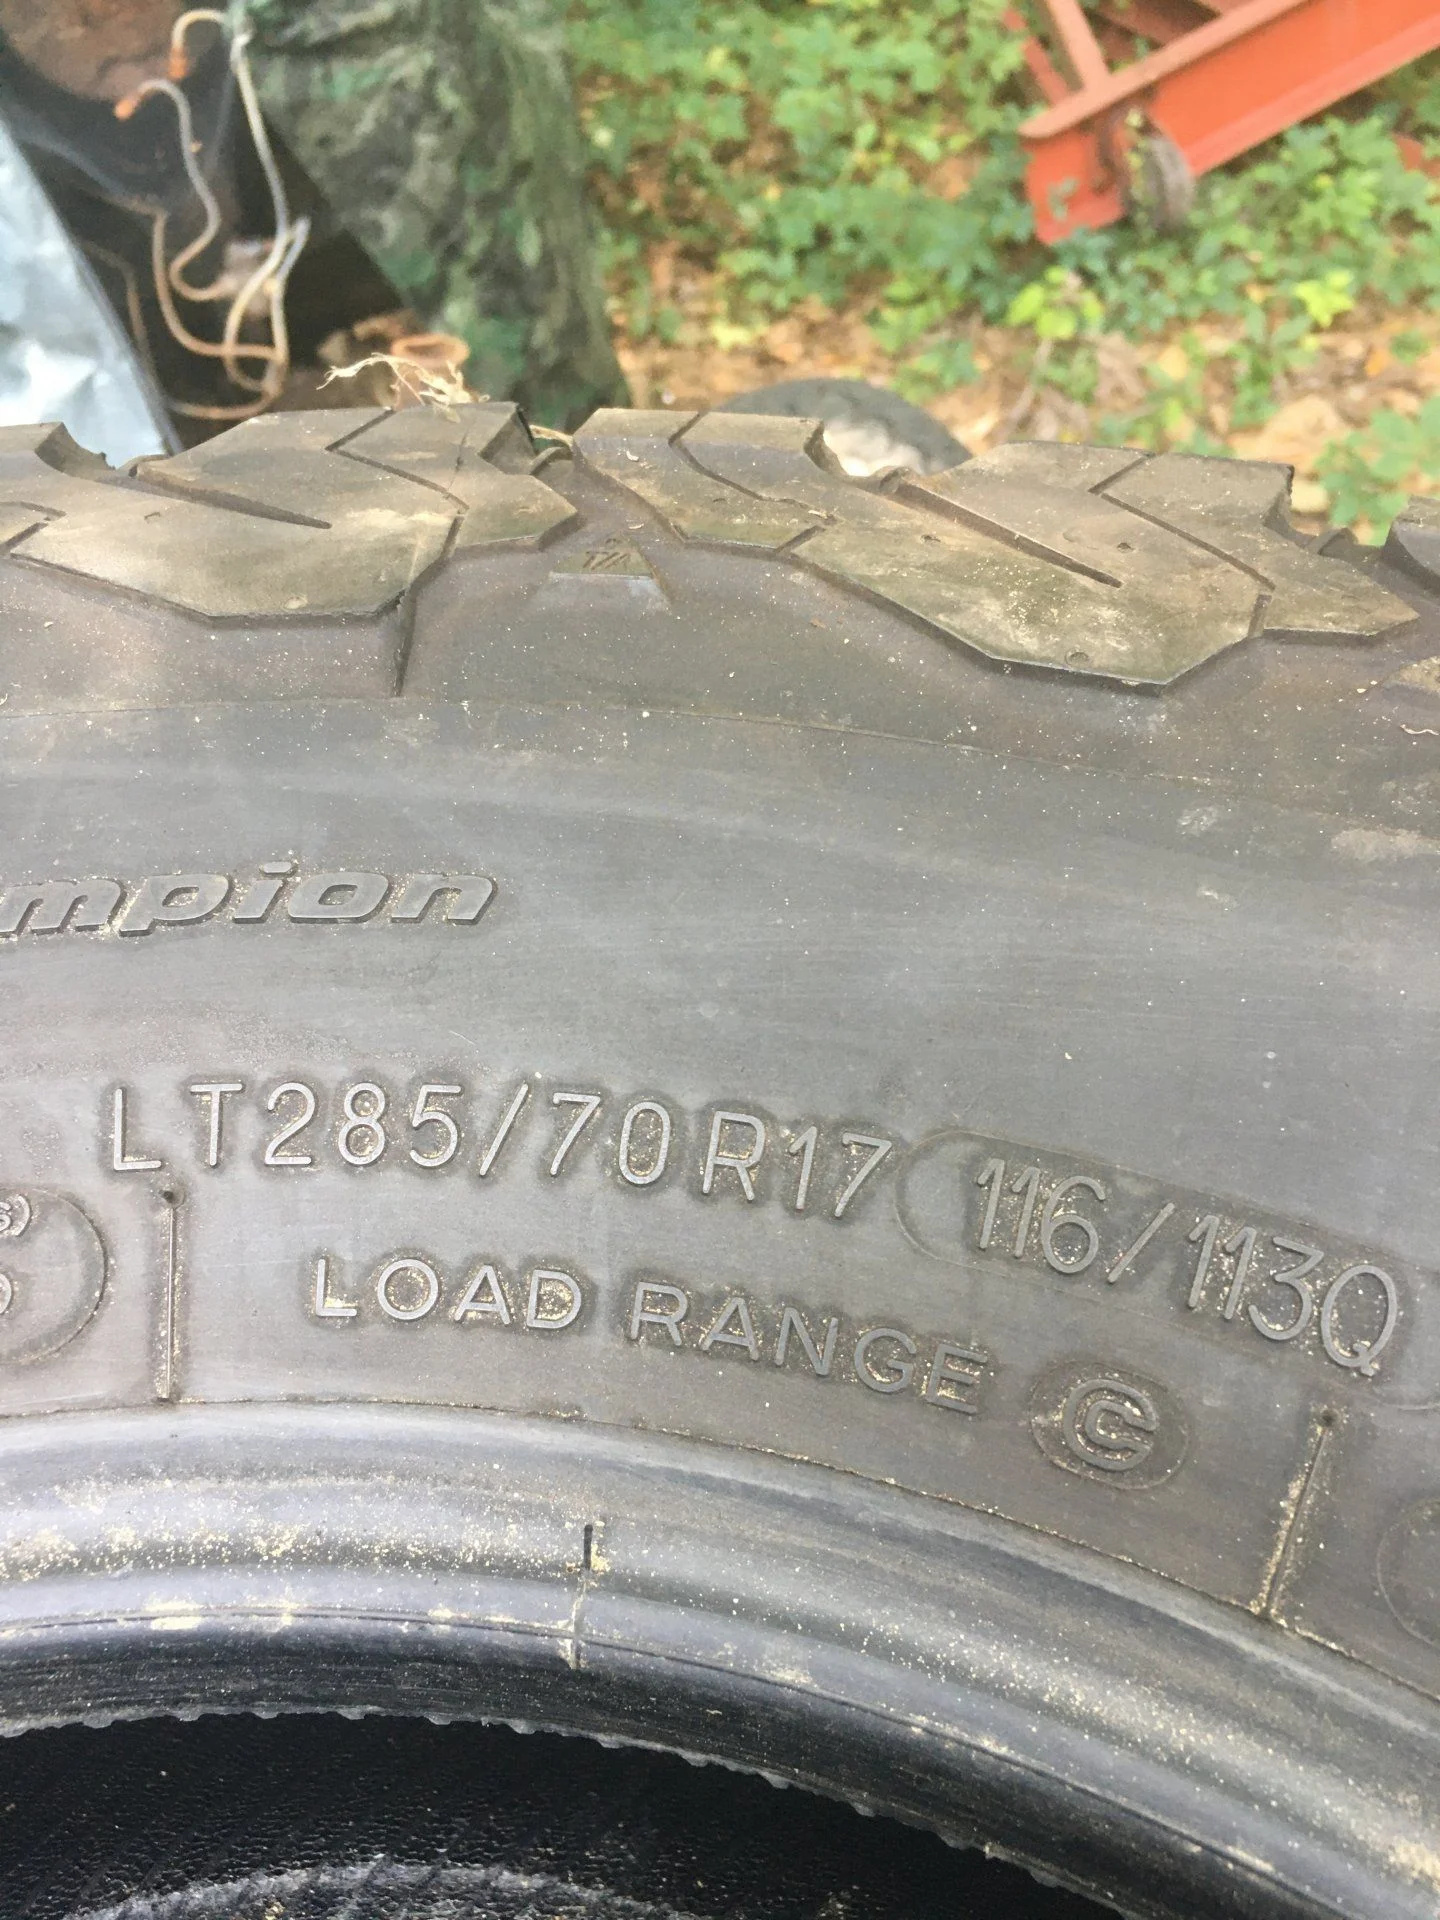 T/A
mpion
LT285/70R17 116/113Q
LOAD RANGE C